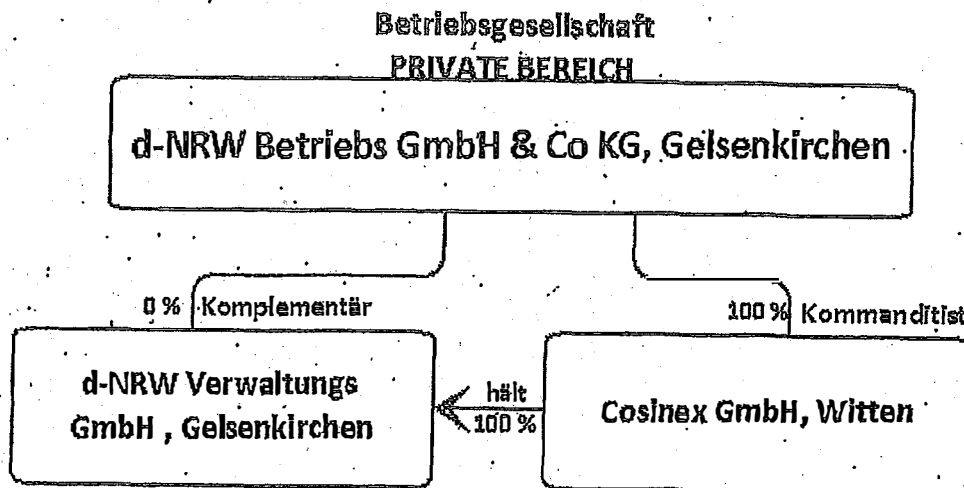 Betriebsgesellschaft
PRIVATE BEREICH
d-NRW Betriebs GmbH & Co KG, Gelsenkirchen
0 % Komplementär
100 % Kommanditist
d-NRW Verwaltungs
GmbH , Gelsenkirchen
hält
100 %
Cosinex GmbH, Witten